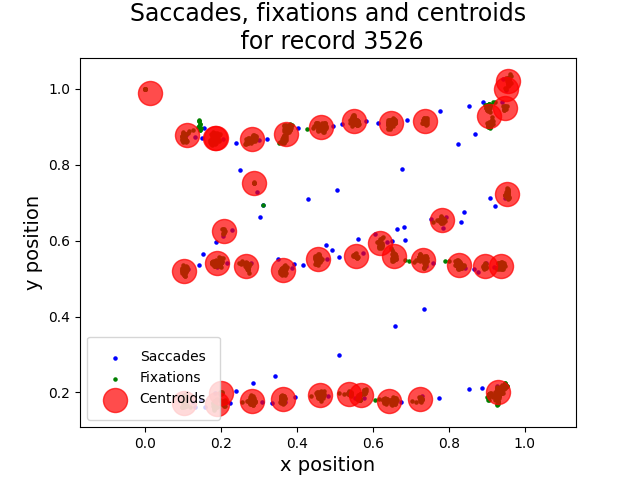 Saccades, fixations and centroids
for record 3526
1.0
0.8
0.6
0.4
0.2
y position
Saccades
Fixations
Centroids
0.0
0.2
0.4
0.6
0.8
1.0
x position